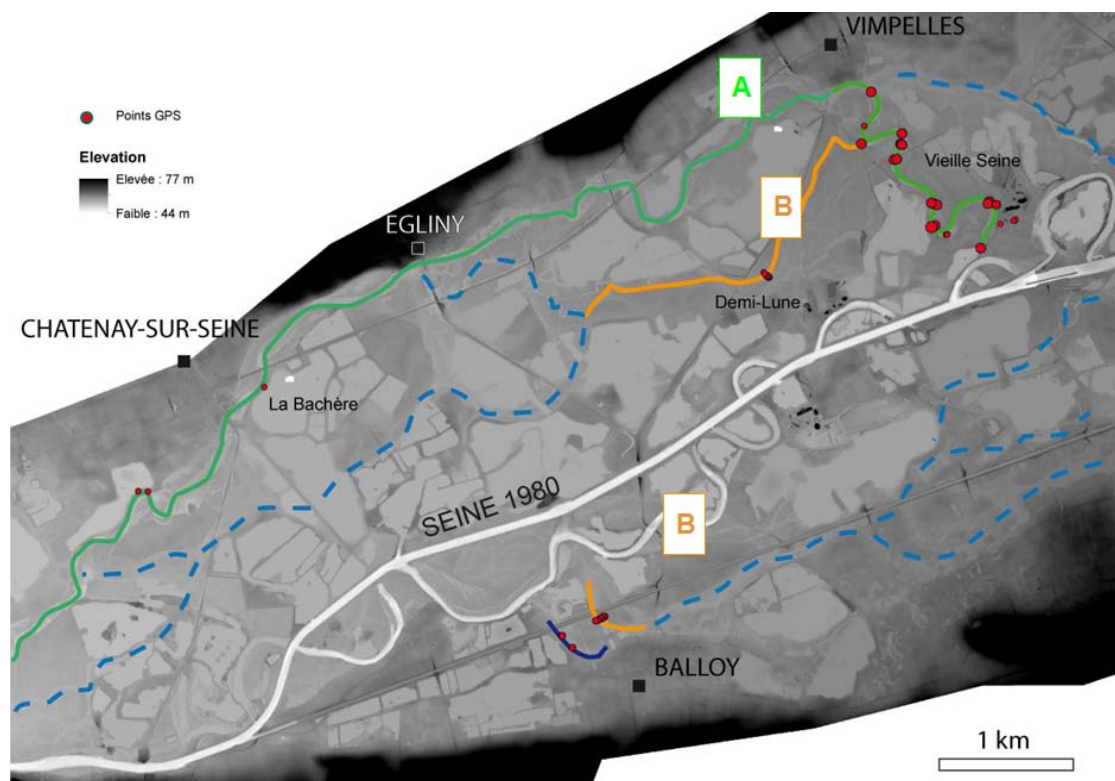 VIMPELLES
A
Points GPS
Elevation
Elevée : 77 m
Faible : 44 m
Vieille Seine
B
EGLINY
Demi-Lune
CHATENAY-SUR-SEINE
La Bachère
SEINE 1980
B
BALLOY
1 km